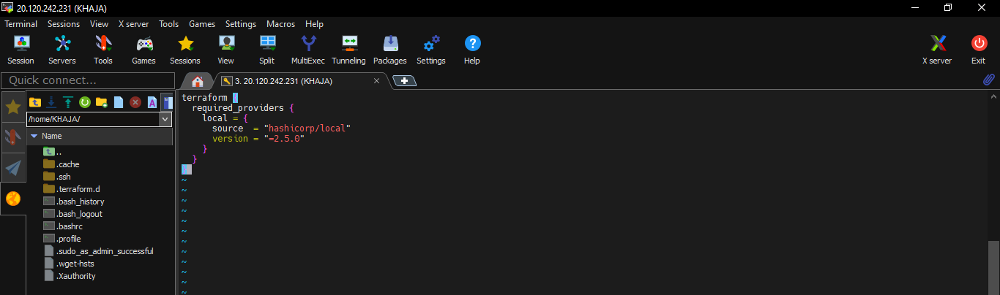 20.120.242.231 (KHAJA)
Terminal Sessions View X server Tools Games Settings Macros Help
Session Servers Tools Games Sessions View Split MultiExec Tunneling Packages Settings Help X server Exit
Quick connect...
3. 20.120.242.231 (KHAJA)
/home/KHAJA/
Name
..
.cache
.ssh
.terraform.d
.bash_history
.bash_logout
.bashrc
.profile
.sudo_as_admin_successful
.wget-hsts
.Xauthority
terraform {
  required_providers {
    local = {
      source  = "hashicorp/local"
      version = "=2.5.0"
    }
  }
}
~
~
~
~
~
~
~
~
~
~
~
~